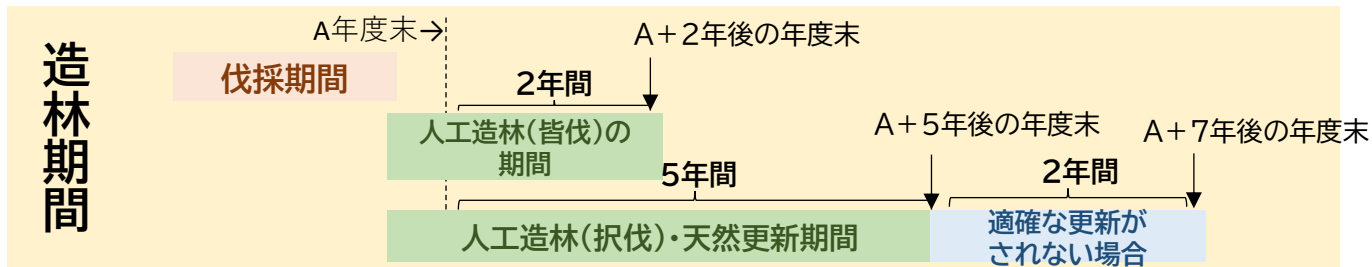 造林期間
A年度末→
A＋2年後の年度末
伐採期間
2年間
人工造林（皆伐）の
期間
A＋5年後の年度末
A＋7年後の年度末
5年間
2年間
人工造林（択伐）・天然更新期間
適確な更新が
されない場合